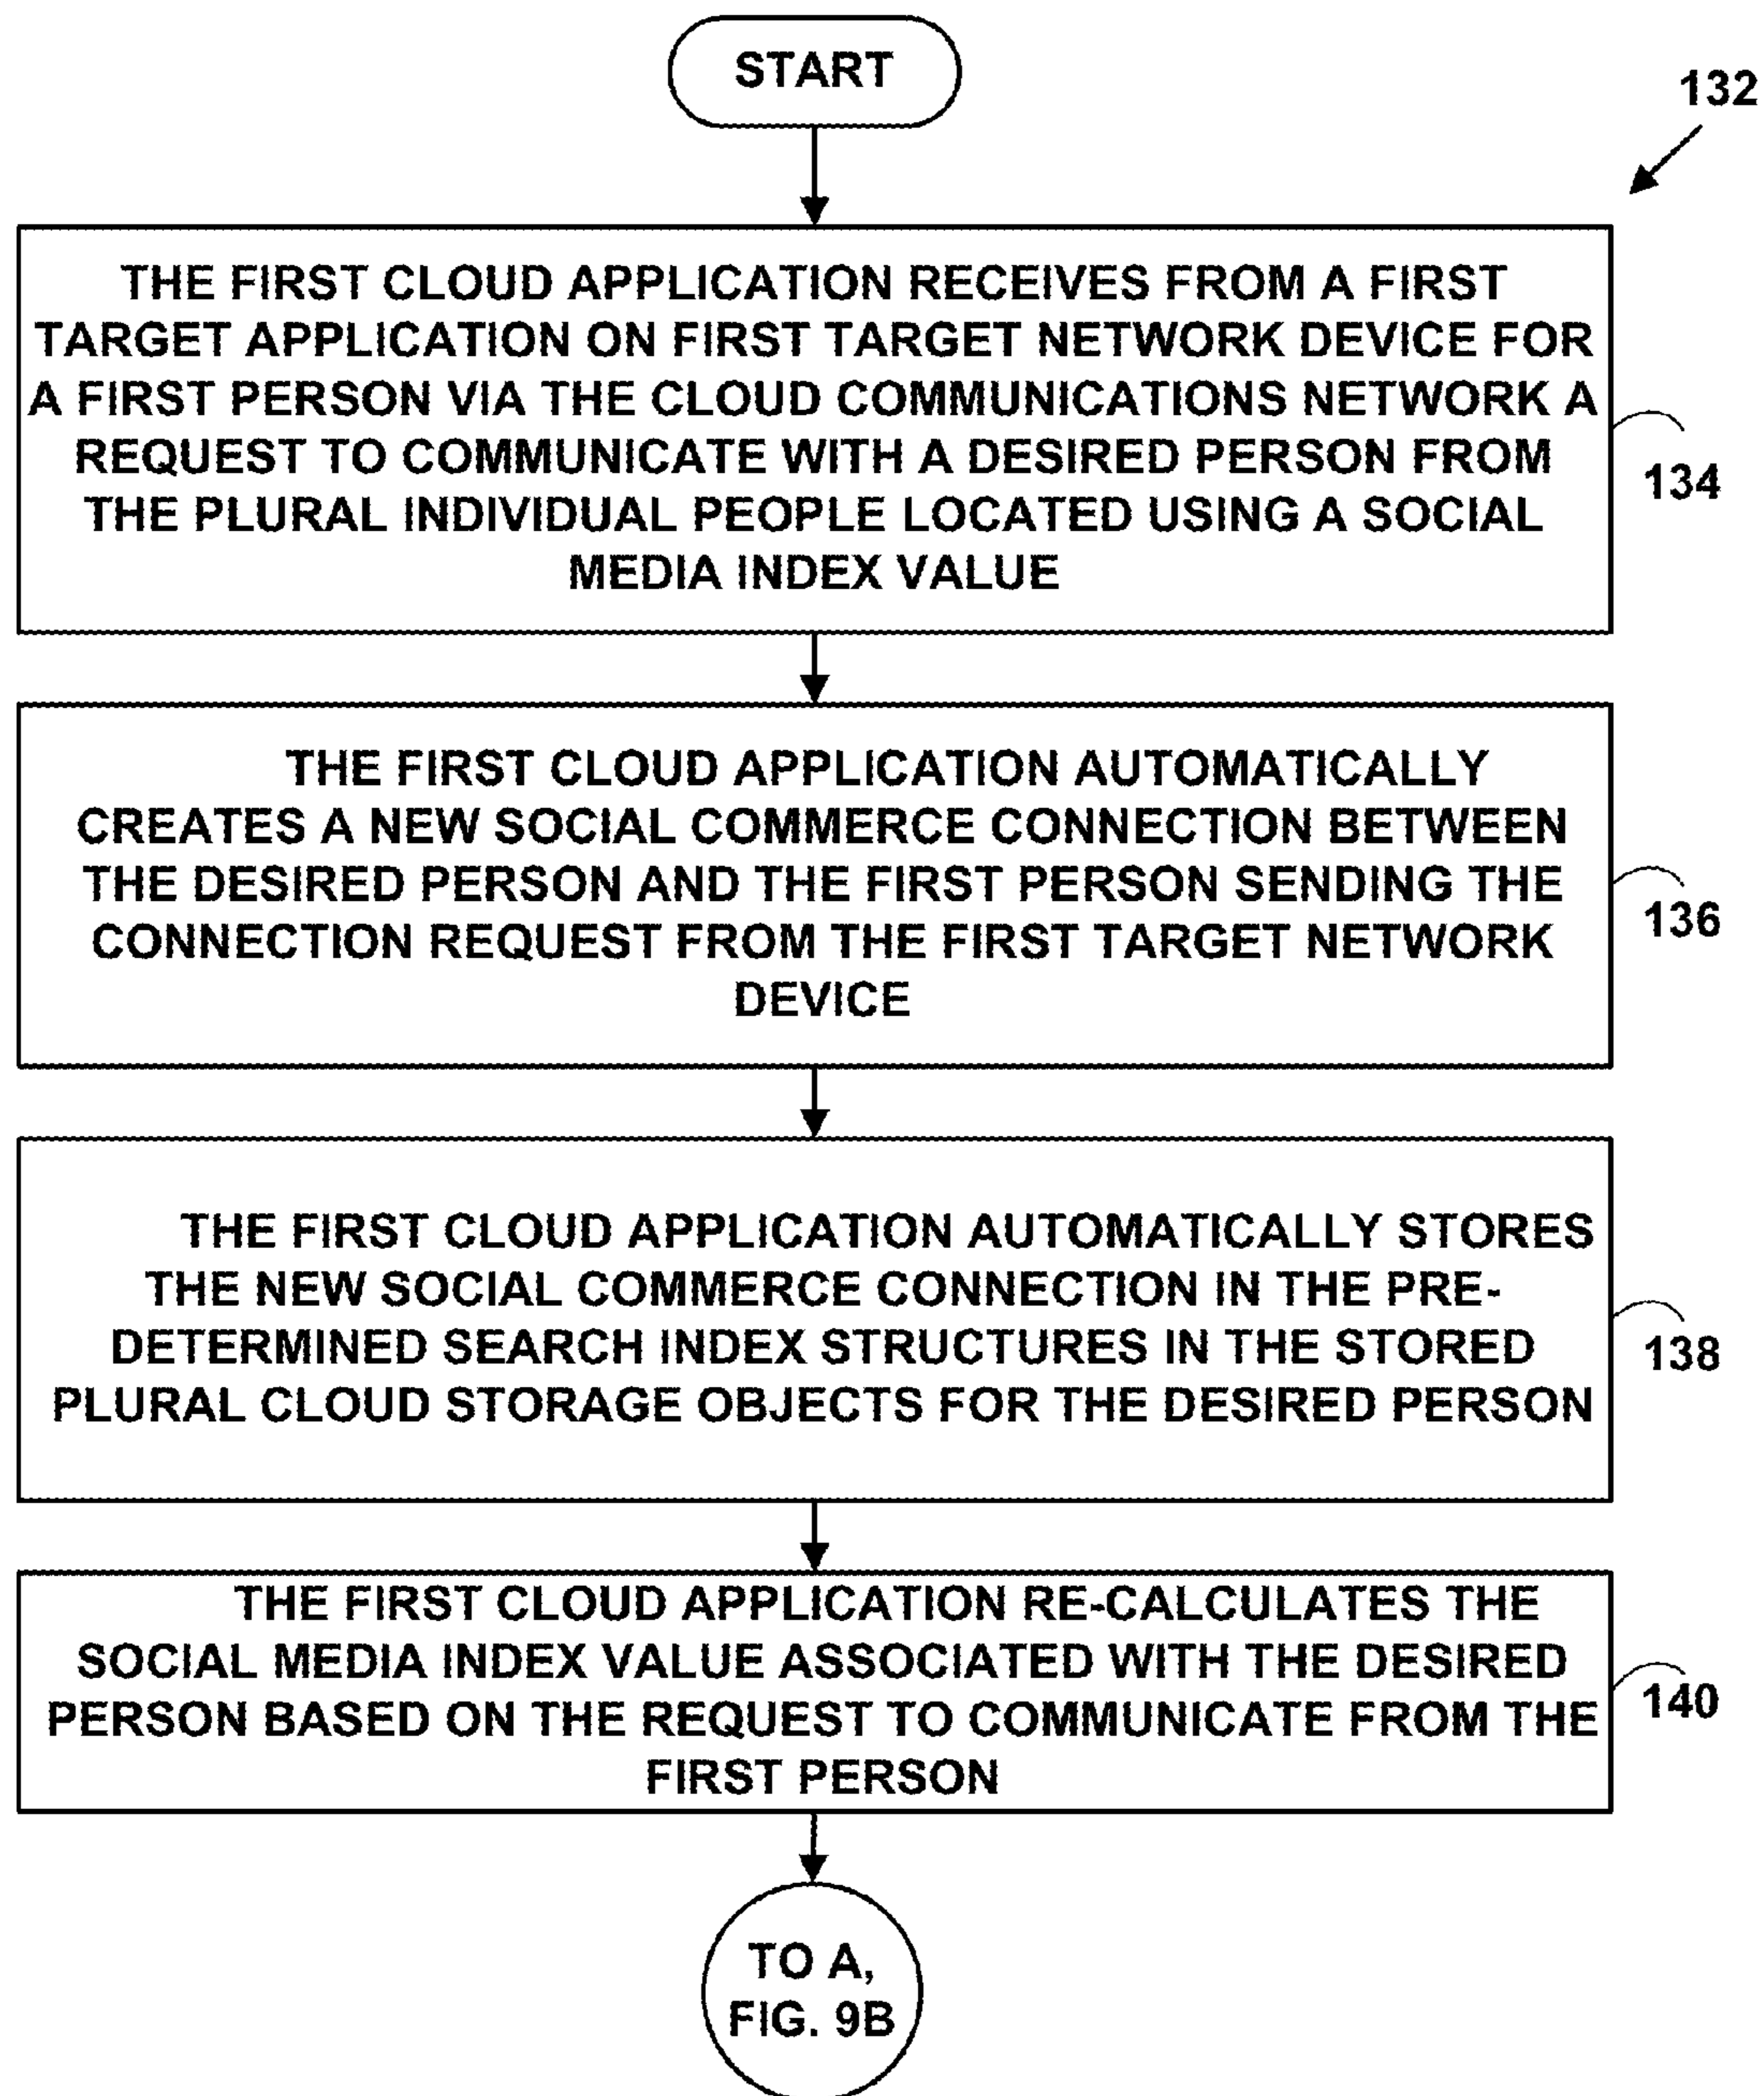 START
132
THE FIRST CLOUD APPLICATION RECEIVES FROM A FIRST
TARGET APPLICATION ON FIRST TARGET NETWORK DEVICE FOR
A FIRST PERSON VIA THE CLOUD COMMUNICATIONS NETWORK A
REQUEST TO COMMUNICATE WITH A DESIRED PERSON FROM
THE PLURAL INDIVIDUAL PEOPLE LOCATED USING A SOCIAL
MEDIA INDEX VALUE
134
THE FIRST CLOUD APPLICATION AUTOMATICALLY
CREATES A NEW SOCIAL COMMERCE CONNECTION BETWEEN
THE DESIRED PERSON AND THE FIRST PERSON SENDING THE
CONNECTION REQUEST FROM THE FIRST TARGET NETWORK
DEVICE
136
THE FIRST CLOUD APPLICATION AUTOMATICALLY STORES
THE NEW SOCIAL COMMERCE CONNECTION IN THE PRE-
DETERMINED SEARCH INDEX STRUCTURES IN THE STORED
PLURAL CLOUD STORAGE OBJECTS FOR THE DESIRED PERSON
138
THE FIRST CLOUD APPLICATION RE-CALCULATES THE
SOCIAL MEDIA INDEX VALUE ASSOCIATED WITH THE DESIRED
PERSON BASED ON THE REQUEST TO COMMUNICATE FROM THE
FIRST PERSON
140
TO A,
FIG. 9B